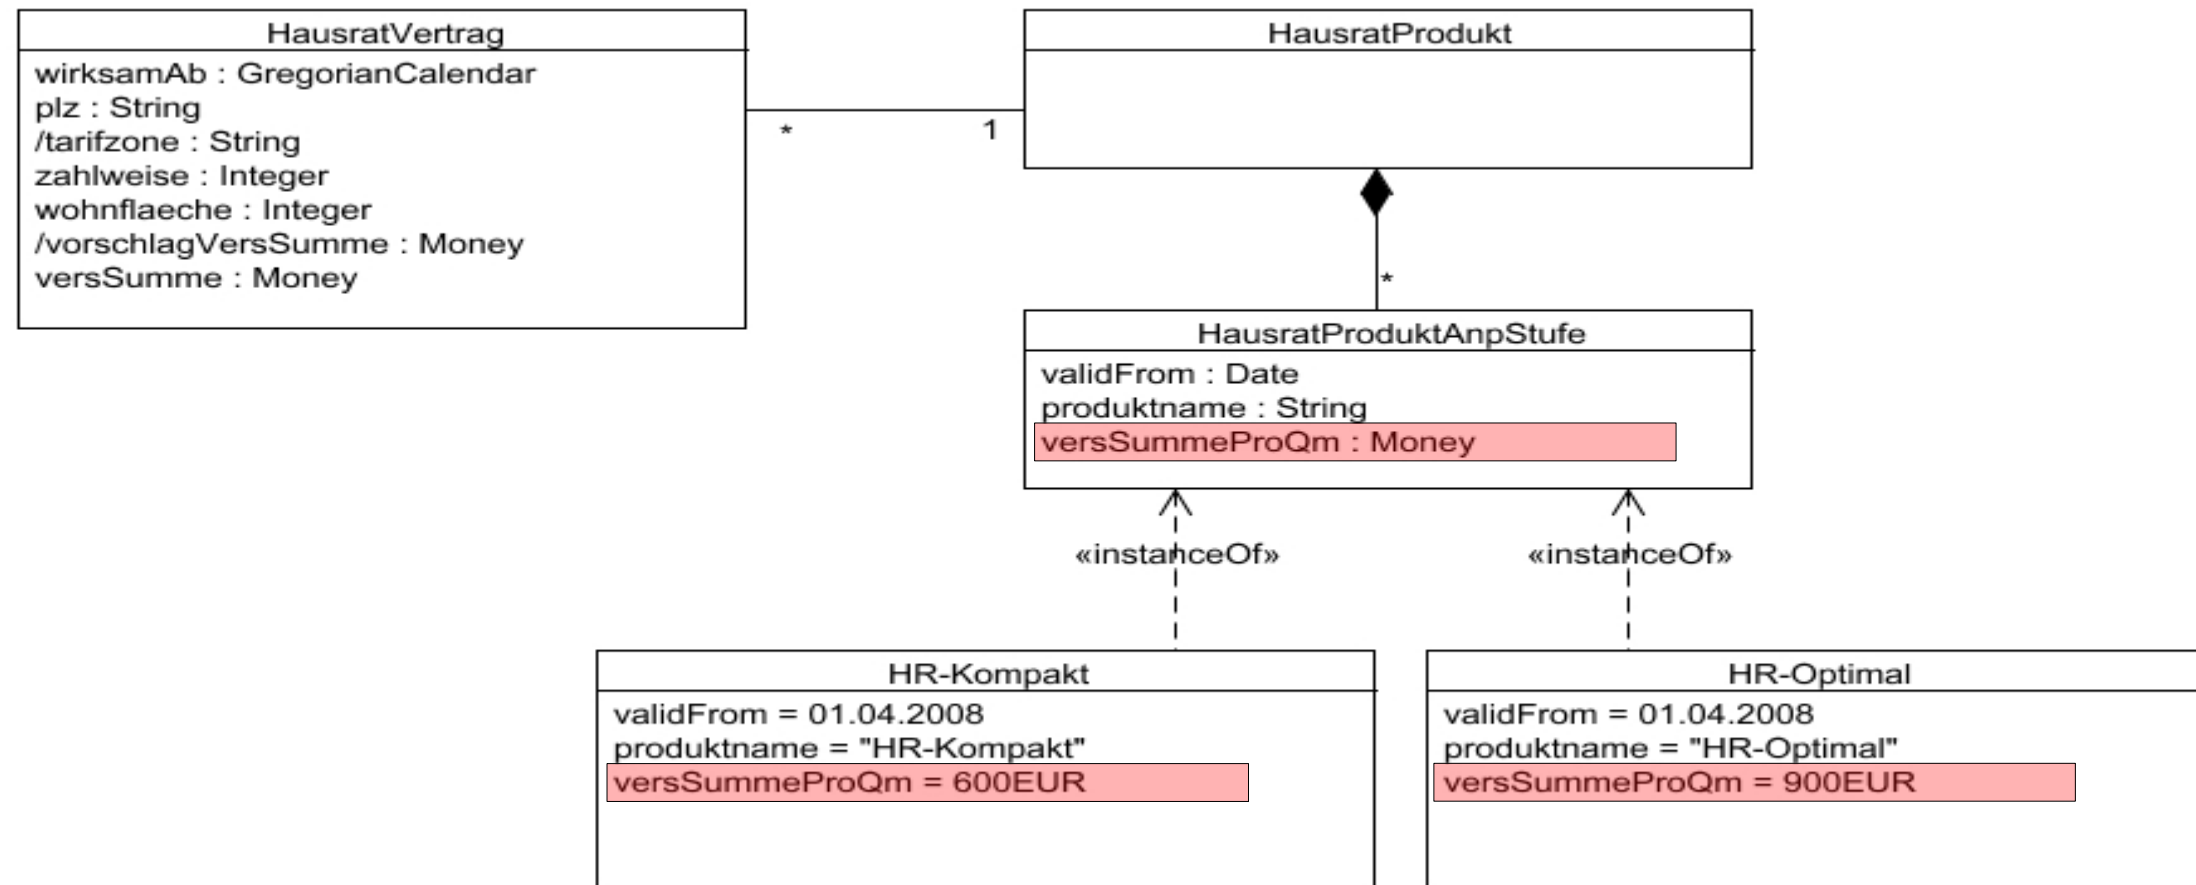 HausratVertrag
wirksamAb : GregorianCalendar
plz : String
/tarifzone : String
zahlweise : Integer
wohnflaeche : Integer
/vorschlagVersSumme : Money
versSumme : Money
*
1
HausratProdukt
*
HausratProduktAnpStufe
validFrom : Date
produktname : String
versSummeProQm : Money
«instanceOf»
«instanceOf»
HR-Kompakt
validFrom = 01.04.2008
produktname = "HR-Kompakt"
versSummeProQm = 600EUR
HR-Optimal
validFrom = 01.04.2008
produktname = "HR-Optimal"
versSummeProQm = 900EUR